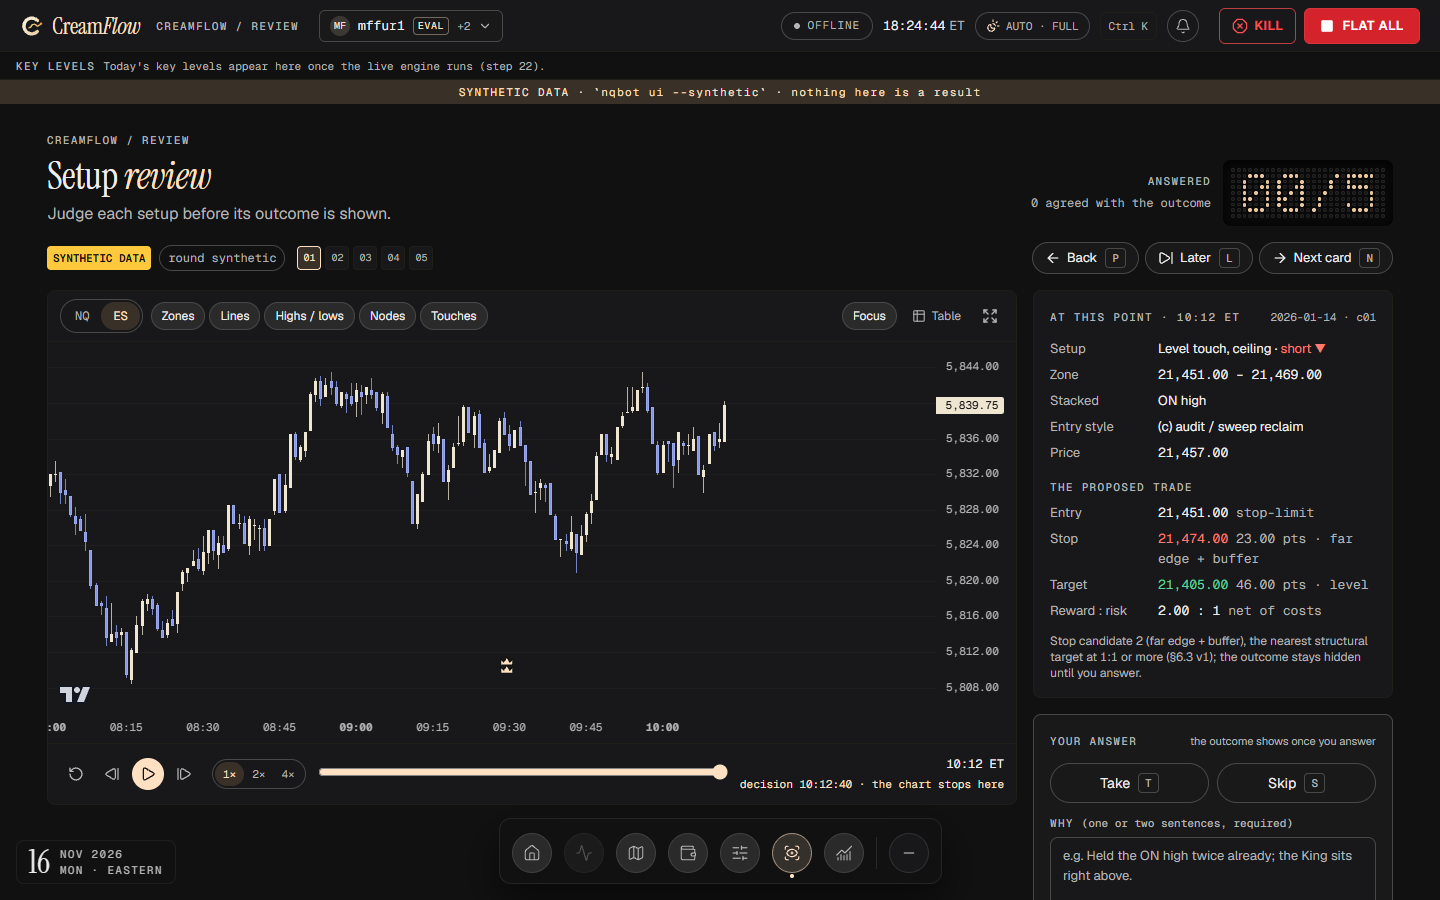 CreamFlow CREAMFLOW / REVIEW MF mffur1 EVAL +2 OFFLINE 18:24:44 ET AUTO · FULL Ctrl K KILL FLAT ALL
KEY LEVELS Today's key levels appear here once the live engine runs (step 22).
SYNTHETIC DATA · `nqbot ui --synthetic` · nothing here is a result
CREAMFLOW / REVIEW
Setup review
Judge each setup before its outcome is shown.
ANSWERED
0 agreed with the outcome
00/5
SYNTHETIC DATA round synthetic 01 02 03 04 05
Back P Later L Next card N
NQ ES Zones Lines Highs / lows Nodes Touches Focus Table
5,844.00
5,839.75
5,836.00
5,832.00
5,828.00
5,824.00
5,820.00
5,816.00
5,812.00
5,808.00
:00 08:15 08:30 08:45 09:00 09:15 09:30 09:45 10:00
1× 2× 4×
10:12 ET
decision 10:12:40 · the chart stops here
AT THIS POINT · 10:12 ET 2026-01-14 · c01
Setup Level touch, ceiling · short ▼
Zone 21,451.00 – 21,469.00
Stacked ON high
Entry style (c) audit / sweep reclaim
Price 21,457.00
THE PROPOSED TRADE
Entry 21,451.00 stop-limit
Stop 21,474.00 23.00 pts · far
edge + buffer
Target 21,405.00 46.00 pts · level
Reward : risk 2.00 : 1 net of costs
Stop candidate 2 (far edge + buffer), the nearest structural
target at 1:1 or more (§6.3 v1); the outcome stays hidden
until you answer.
YOUR ANSWER the outcome shows once you answer
Take T Skip S
WHY (one or two sentences, required)
e.g. Held the ON high twice already; the King sits
right above.
16 NOV 2026
MON · EASTERN